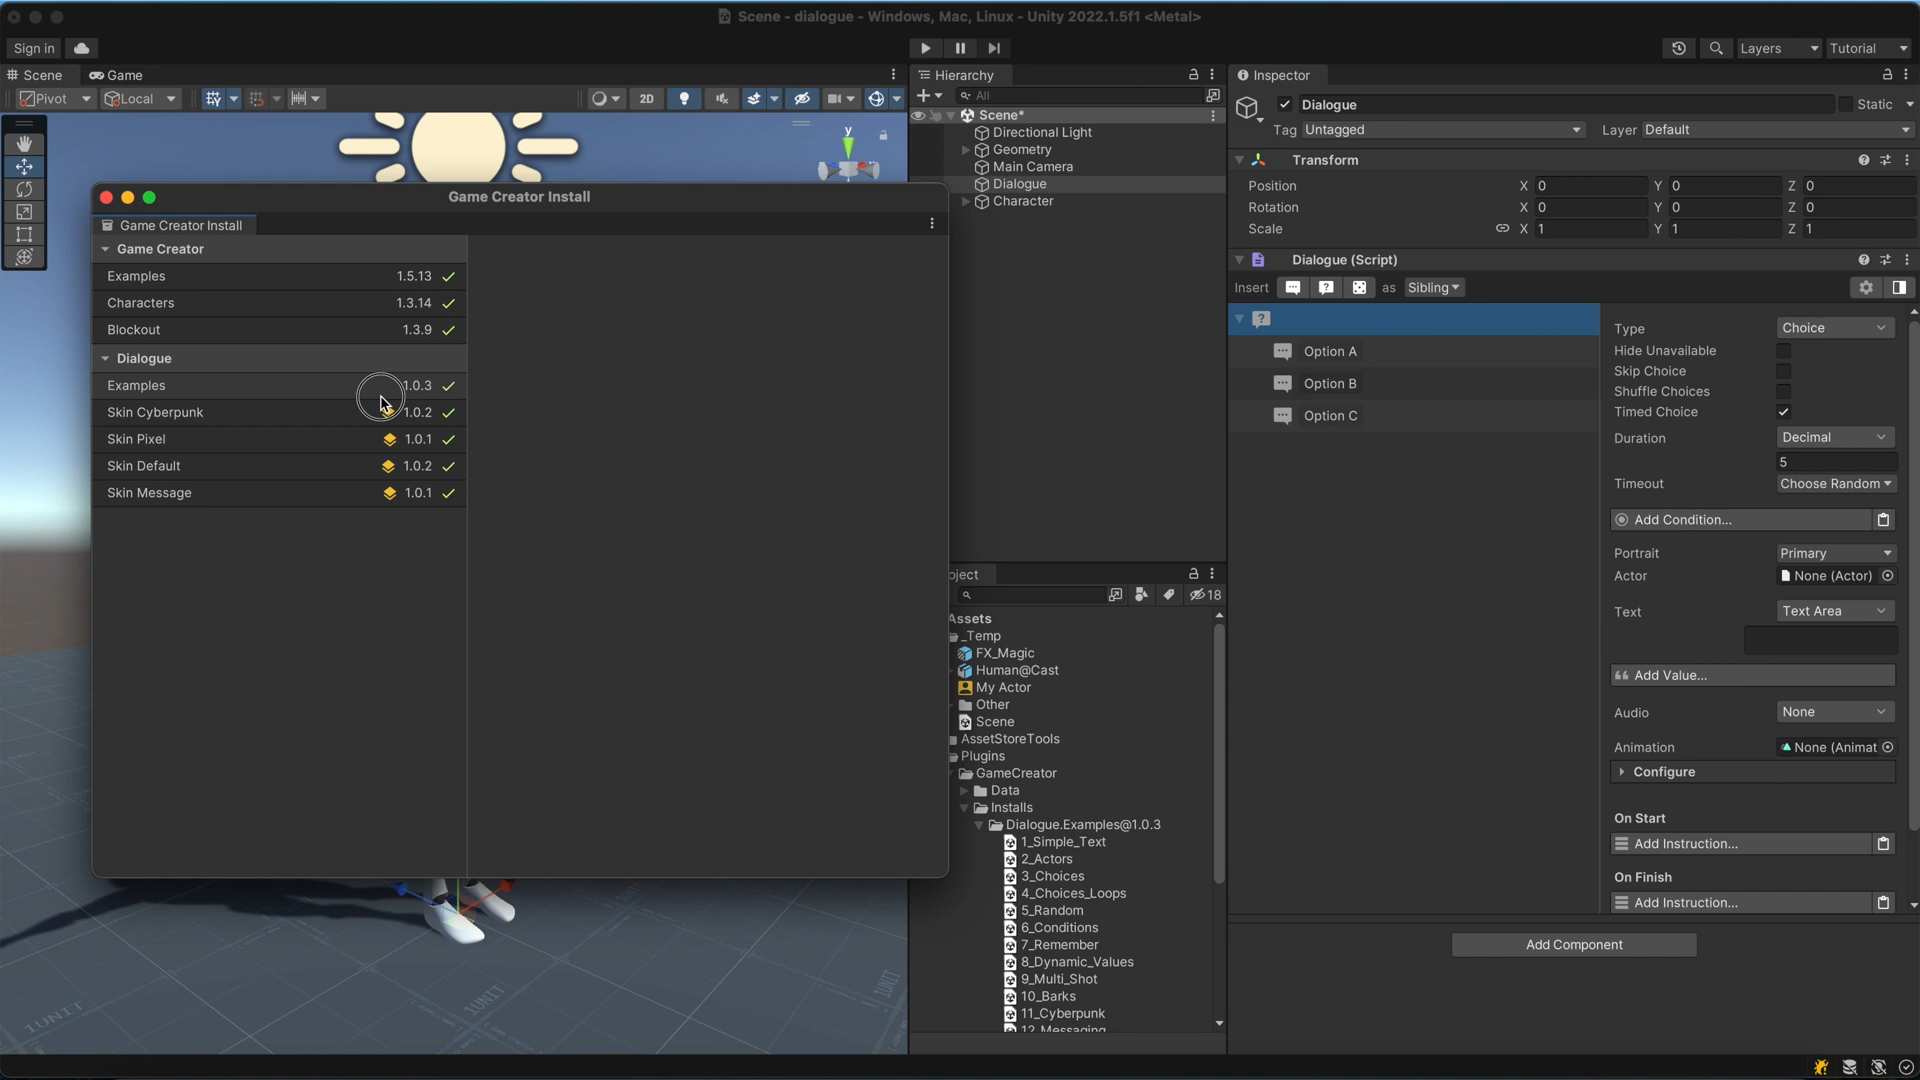 Scene - dialogue - Windows, Mac, Linux - Unity 2022.1.5f1 <Metal>
Sign in
Layers
Tutorial
Scene
Game
Pivot
Local
2D
y
Game Creator Install
Game Creator Install
Game Creator
Examples 1.5.13
Characters 1.3.14
Blockout 1.3.9
Dialogue
Examples 1.0.3
Skin Cyberpunk 1.0.2
Skin Pixel 1.0.1
Skin Default 1.0.2
Skin Message 1.0.1
1UNIT
1UNIT
1UNIT
Hierarchy
All
Scene*
Directional Light
Geometry
Main Camera
Dialogue
Character
oject
18
Assets
_Temp
FX_Magic
Human@Cast
My Actor
Other
Scene
AssetStoreTools
Plugins
GameCreator
Data
Installs
Dialogue.Examples@1.0.3
1_Simple_Text
2_Actors
3_Choices
4_Choices_Loops
5_Random
6_Conditions
7_Remember
8_Dynamic_Values
9_Multi_Shot
10_Barks
11_Cyberpunk
12_Messaging
Inspector
Dialogue
Static
Tag Untagged Layer Default
Transform
Position X 0 Y 0 Z 0
Rotation X 0 Y 0 Z 0
Scale X 1 Y 1 Z 1
Dialogue (Script)
Insert as Sibling
Option A
Option B
Option C
Type Choice
Hide Unavailable
Skip Choice
Shuffle Choices
Timed Choice
Duration Decimal
5
Timeout Choose Random
Add Condition...
Portrait Primary
Actor None (Actor)
Text Text Area
Add Value...
Audio None
Animation None (Animat
Configure
On Start
Add Instruction...
On Finish
Add Instruction...
Add Component